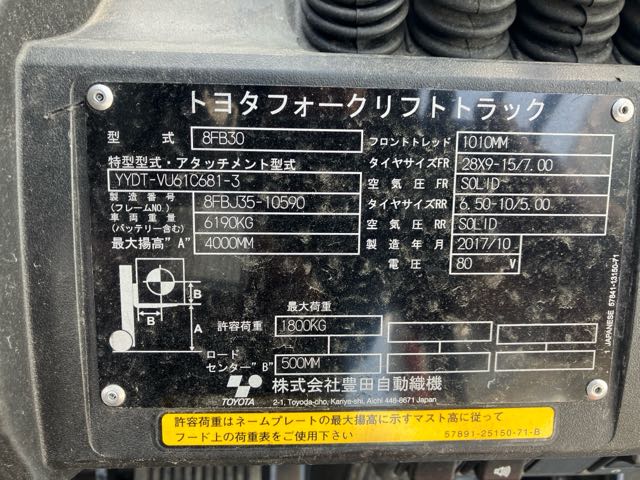 トヨタフォークリフトトラック
型 式 8FB30
フロントトレッド 1010MM
特型型式・アタッチメント型式
YYDT-VU61C681-3
タイヤサイズFR 28X9-15/7.00
空気圧 FR SOLID
製造番号 (フレームNO.) 8FBJ35-10590
タイヤサイズRR 6.50-10/5.00
車両重量 (バッテリー含む) 6190KG
空気圧 RR SOLID
最大揚高"A" 4000MM
製造年月 2017/10
電圧 80 V
B
B
A
最大荷重
許容荷重 1800KG
ロード
センター"B" 500MM
TOYOTA
株式会社豊田自動織機
2-1, Toyoda-cho, Kariya-shi, Aichi 448-8671 Japan
1 JAPANESE 57641-13150-71
許容荷重はネームプレートの最大揚高に示すマスト高に従って
フード上の荷重表をご使用下さい
57891-25150-71-B